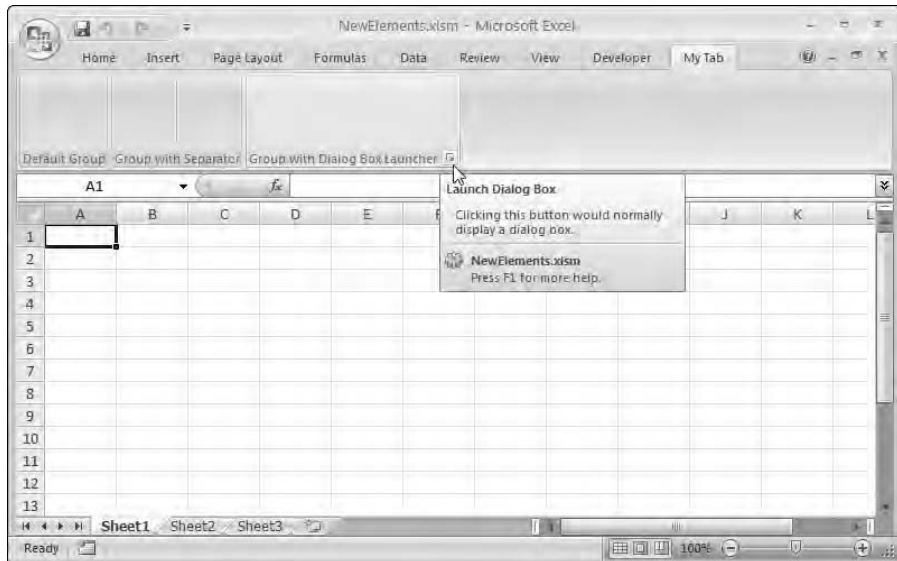 NewElements.xlsm - Microsoft Excel
Home Insert Page Layout Formulas Data Review View Developer My Tab
Default Group Group with Separator Group with Dialog Box Launcher
A1 fx
Launch Dialog Box
Clicking this button would normally
display a dialog box.
NewElements.xlsm
Press F1 for more help.
A B C D E F J K L
1
2
3
4
5
6
7
8
9
10
11
12
13
Sheet1 Sheet2 Sheet3
Ready 100%